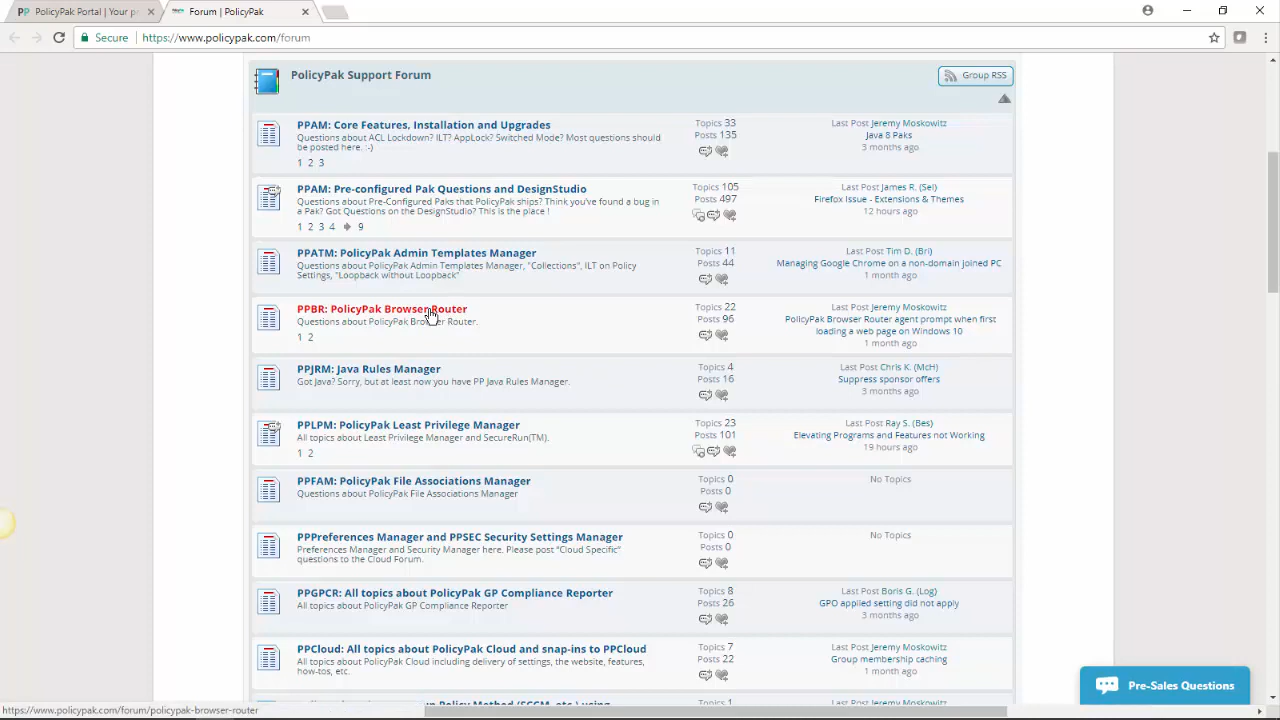 PP PolicyPak Portal | Your p
Forum | PolicyPak
Secure https://www.policypak.com/forum
PolicyPak Support Forum
Group RSS
PPAM: Core Features, Installation and Upgrades
Questions about ACL Lockdown? ILT? AppLock? Switched Mode? Most questions should
be posted here. :-)
1 2 3
Topics 33
Posts 135
Last Post Jeremy Moskowitz
Java 8 Paks
3 months ago
PPAM: Pre-configured Pak Questions and DesignStudio
Questions about Pre-Configured Paks that PolicyPak ships? Think you've found a bug in
a Pak? Got Questions on the DesignStudio? This is the place !
1 2 3 4 9
Topics 105
Posts 497
Last Post James R. (Sel)
Firefox Issue - Extensions & Themes
12 hours ago
PPATM: PolicyPak Admin Templates Manager
Questions about PolicyPak Admin Templates Manager, "Collections", ILT on Policy
Settings, "Loopback without Loopback"
Topics 11
Posts 44
Last Post Tim D. (Bri)
Managing Google Chrome on a non-domain joined PC
1 month ago
PPBR: PolicyPak Browser Router
Questions about PolicyPak Browser Router.
1 2
Topics 22
Posts 96
Last Post Jeremy Moskowitz
PolicyPak Browser Router agent prompt when first
loading a web page on Windows 10
1 month ago
PPJRM: Java Rules Manager
Got Java? Sorry, but at least now you have PP Java Rules Manager.
Topics 4
Posts 16
Last Post Chris K. (McH)
Suppress sponsor offers
3 months ago
PPLPM: PolicyPak Least Privilege Manager
All topics about Least Privilege Manager and SecureRun(TM).
1 2
Topics 23
Posts 101
Last Post Ray S. (Bes)
Elevating Programs and Features not Working
19 hours ago
PPFAM: PolicyPak File Associations Manager
Questions about PolicyPak File Associations Manager
Topics 0
Posts 0
No Topics
PPPreferences Manager and PPSEC Security Settings Manager
Preferences Manager and Security Manager here. Please post "Cloud Specific"
questions to the Cloud Forum.
Topics 0
Posts 0
No Topics
PPGPCR: All topics about PolicyPak GP Compliance Reporter
All topics about PolicyPak GP Compliance Reporter
Topics 8
Posts 26
Last Post Boris G. (Log)
GPO applied setting did not apply
3 months ago
PPCloud: All topics about PolicyPak Cloud and snap-ins to PPCloud
All topics about PolicyPak Cloud including delivery of settings, the website, features,
how-tos, etc.
Topics 7
Posts 22
Last Post Jeremy Moskowitz
Group membership caching
1 month ago
Pre-Sales Questions
https://www.policypak.com/forum/policypak-browser-router